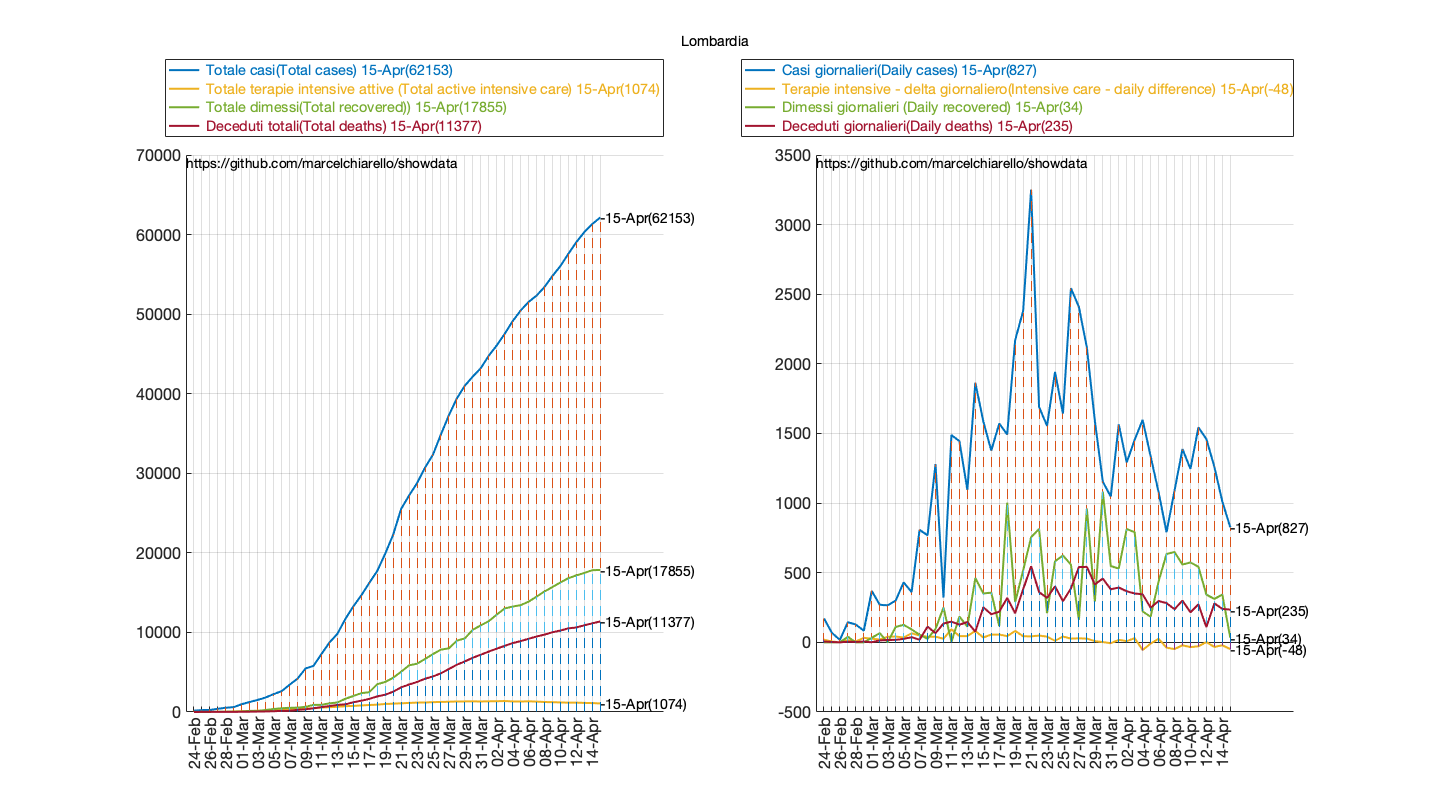 Lombardia
Totale casi(Total cases) 15-Apr(62153)
Totale terapie intensive attive (Total active intensive care) 15-Apr(1074)
Totale dimessi(Total recovered)) 15-Apr(17855)
Deceduti totali(Total deaths) 15-Apr(11377)
https://github.com/marcelchiarello/showdata
70000
60000
50000
40000
30000
20000
10000
0
-15-Apr(62153)
-15-Apr(17855)
-15-Apr(11377)
-15-Apr(1074)
24-Feb
26-Feb
28-Feb
01-Mar
03-Mar
05-Mar
07-Mar
09-Mar
11-Mar
13-Mar
15-Mar
17-Mar
19-Mar
21-Mar
23-Mar
25-Mar
27-Mar
29-Mar
31-Mar
02-Apr
04-Apr
06-Apr
08-Apr
10-Apr
12-Apr
14-Apr
Casi giornalieri(Daily cases) 15-Apr(827)
Terapie intensive - delta giornaliero(Intensive care - daily difference) 15-Apr(-48)
Dimessi giornalieri (Daily recovered) 15-Apr(34)
Deceduti giornalieri(Daily deaths) 15-Apr(235)
https://github.com/marcelchiarello/showdata
3500
3000
2500
2000
1500
1000
500
0
-500
-15-Apr(827)
-15-Apr(235)
-15-Apr(34)
-15-Apr(-48)
24-Feb
26-Feb
28-Feb
01-Mar
03-Mar
05-Mar
07-Mar
09-Mar
11-Mar
13-Mar
15-Mar
17-Mar
19-Mar
21-Mar
23-Mar
25-Mar
27-Mar
29-Mar
31-Mar
02-Apr
04-Apr
06-Apr
08-Apr
10-Apr
12-Apr
14-Apr